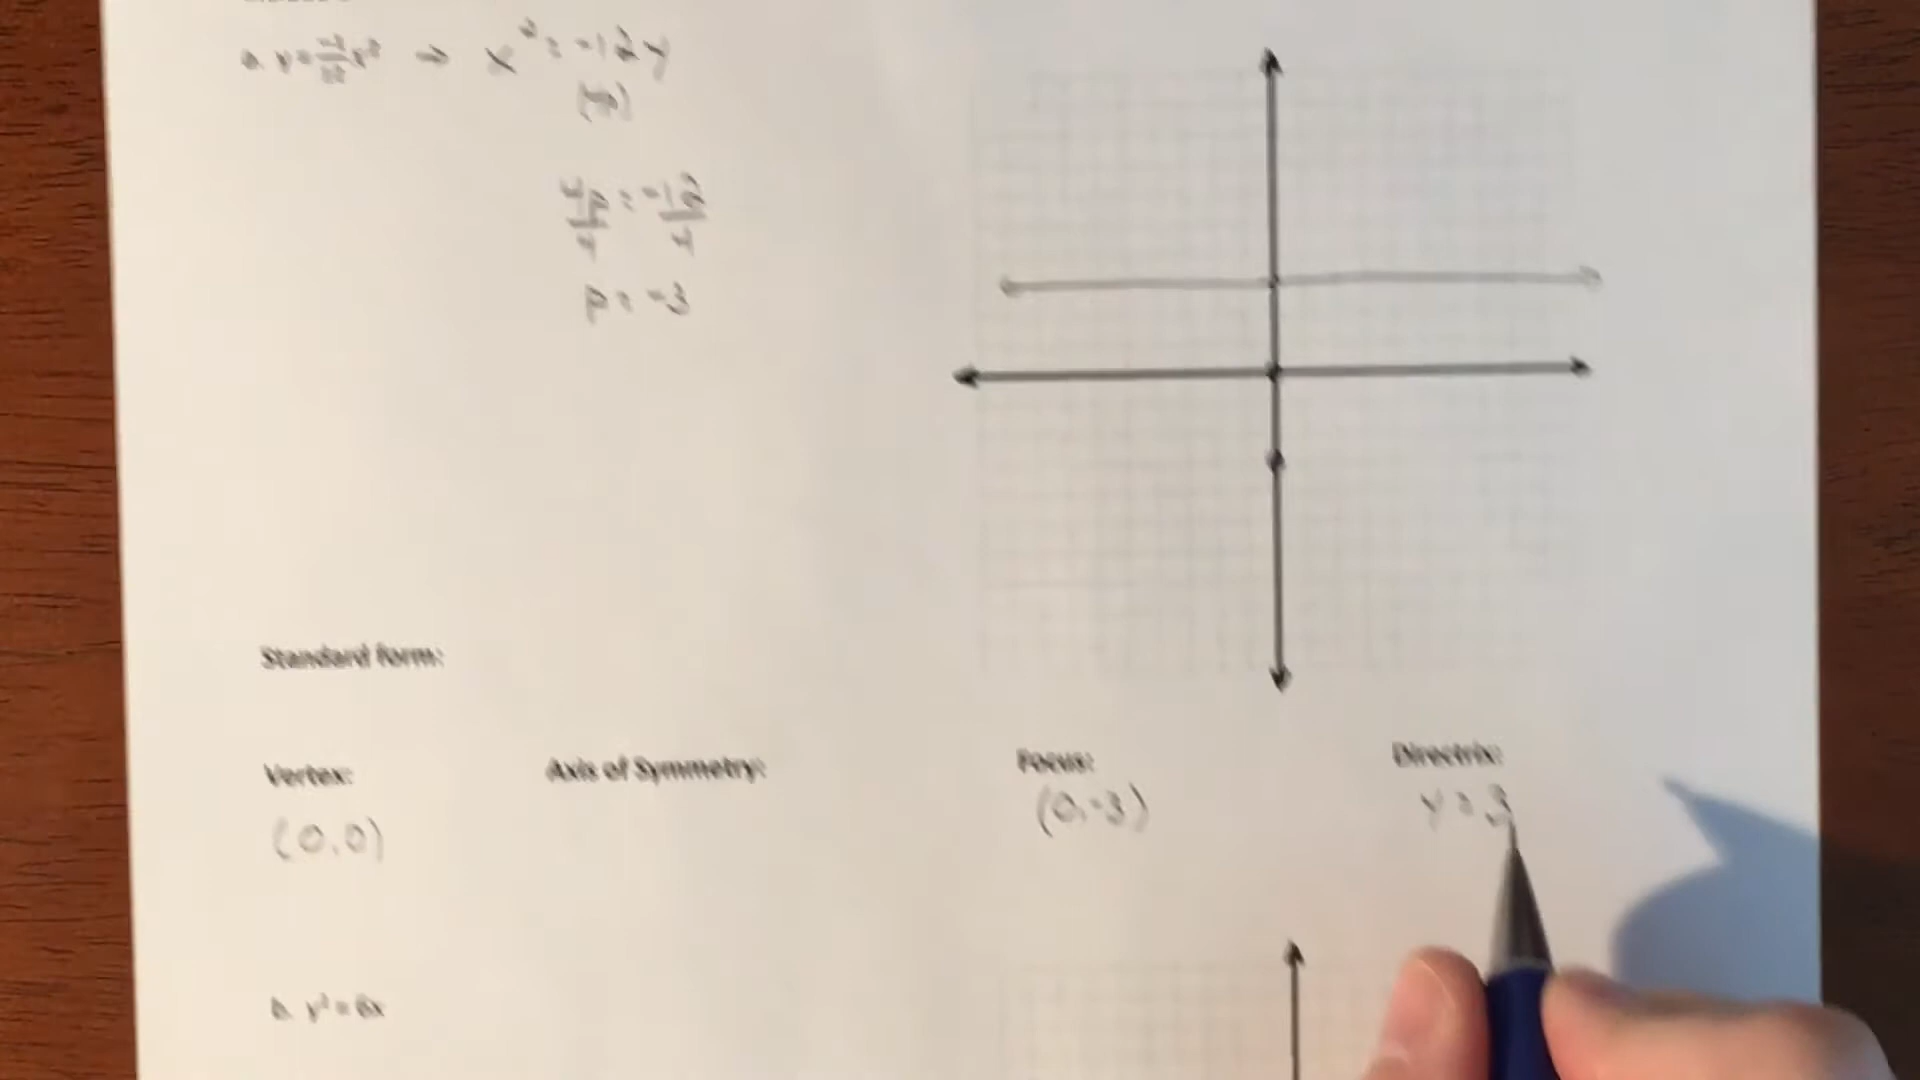 a. y = -1/12 x² → x² = -12y
(4p)
4p/4 = -12/4
p = -3
Standard form:
Vertex: Axis of Symmetry: Focus: Directrix:
(0,0) (0,-3) y = 3
b. y² = 6x